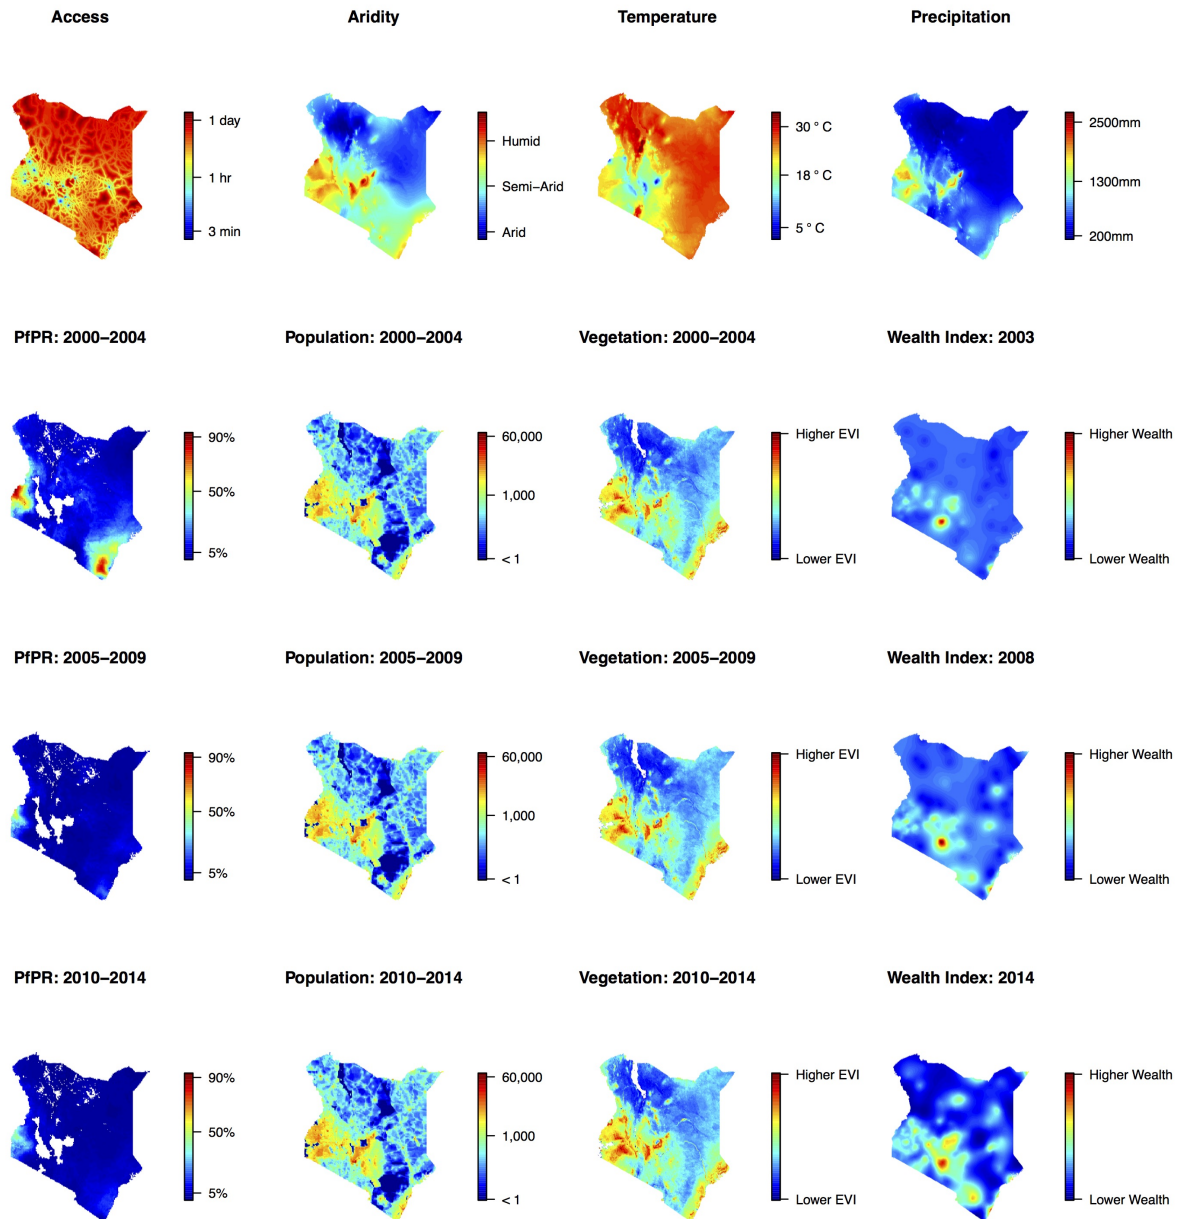 Access
Aridity
Temperature
Precipitation
1 day
1 hr
3 min
Humid
Semi−Arid
Arid
30 ° C
18 ° C
5 ° C
2500mm
1300mm
200mm
PfPR: 2000−2004
Population: 2000−2004
Vegetation: 2000−2004
Wealth Index: 2003
90%
50%
5%
60,000
1,000
< 1
Higher EVI
Lower EVI
Higher Wealth
Lower Wealth
PfPR: 2005−2009
Population: 2005−2009
Vegetation: 2005−2009
Wealth Index: 2008
90%
50%
5%
60,000
1,000
< 1
Higher EVI
Lower EVI
Higher Wealth
Lower Wealth
PfPR: 2010−2014
Population: 2010−2014
Vegetation: 2010−2014
Wealth Index: 2014
90%
50%
5%
60,000
1,000
< 1
Higher EVI
Lower EVI
Higher Wealth
Lower Wealth